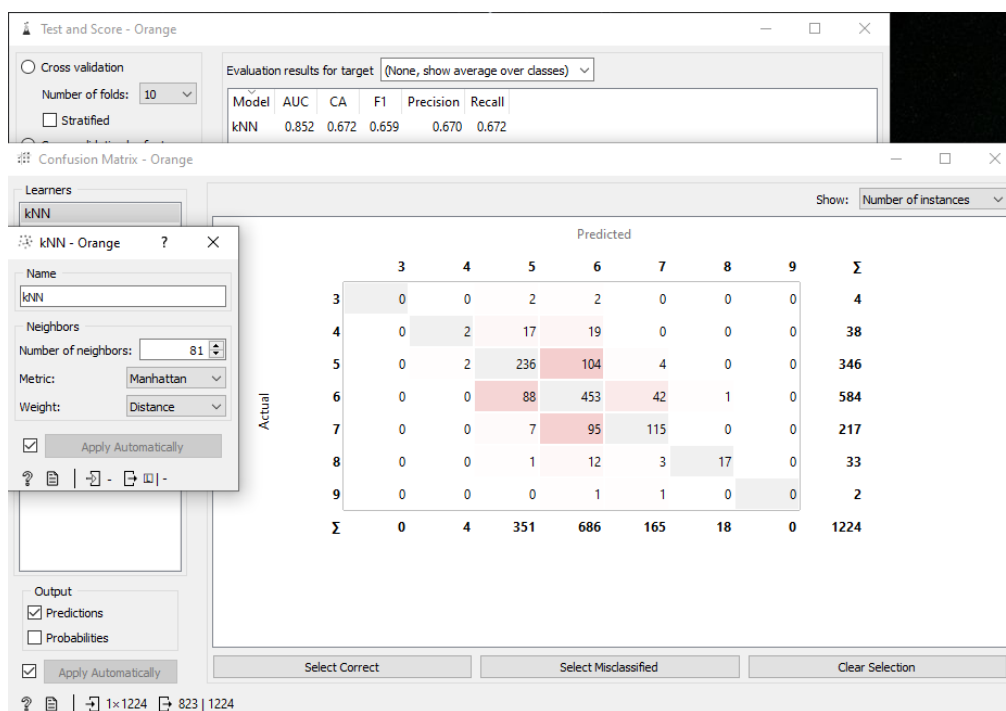 Test and Score - Orange
Cross validation
Number of folds: 10
Stratified
Evaluation results for target (None, show average over classes)
Model AUC CA F1 Precision Recall
kNN 0.852 0.672 0.659 0.670 0.672
Confusion Matrix - Orange
Learners
kNN
Show: Number of instances
kNN - Orange ?
Name
kNN
Neighbors
Number of neighbors: 81
Metric: Manhattan
Weight: Distance
Apply Automatically
? | - |-
Predicted
Actual
3 4 5 6 7 8 9 Σ
3 0 0 2 2 0 0 0 4
4 0 2 17 19 0 0 0 38
5 0 2 236 104 4 0 0 346
6 0 0 88 453 42 1 0 584
7 0 0 7 95 115 0 0 217
8 0 0 1 12 3 17 0 33
9 0 0 0 1 1 0 0 2
Σ 0 4 351 686 165 18 0 1224
Output
Predictions
Probabilities
Apply Automatically
Select Correct Select Misclassified Clear Selection
? | 1×1224 823 | 1224